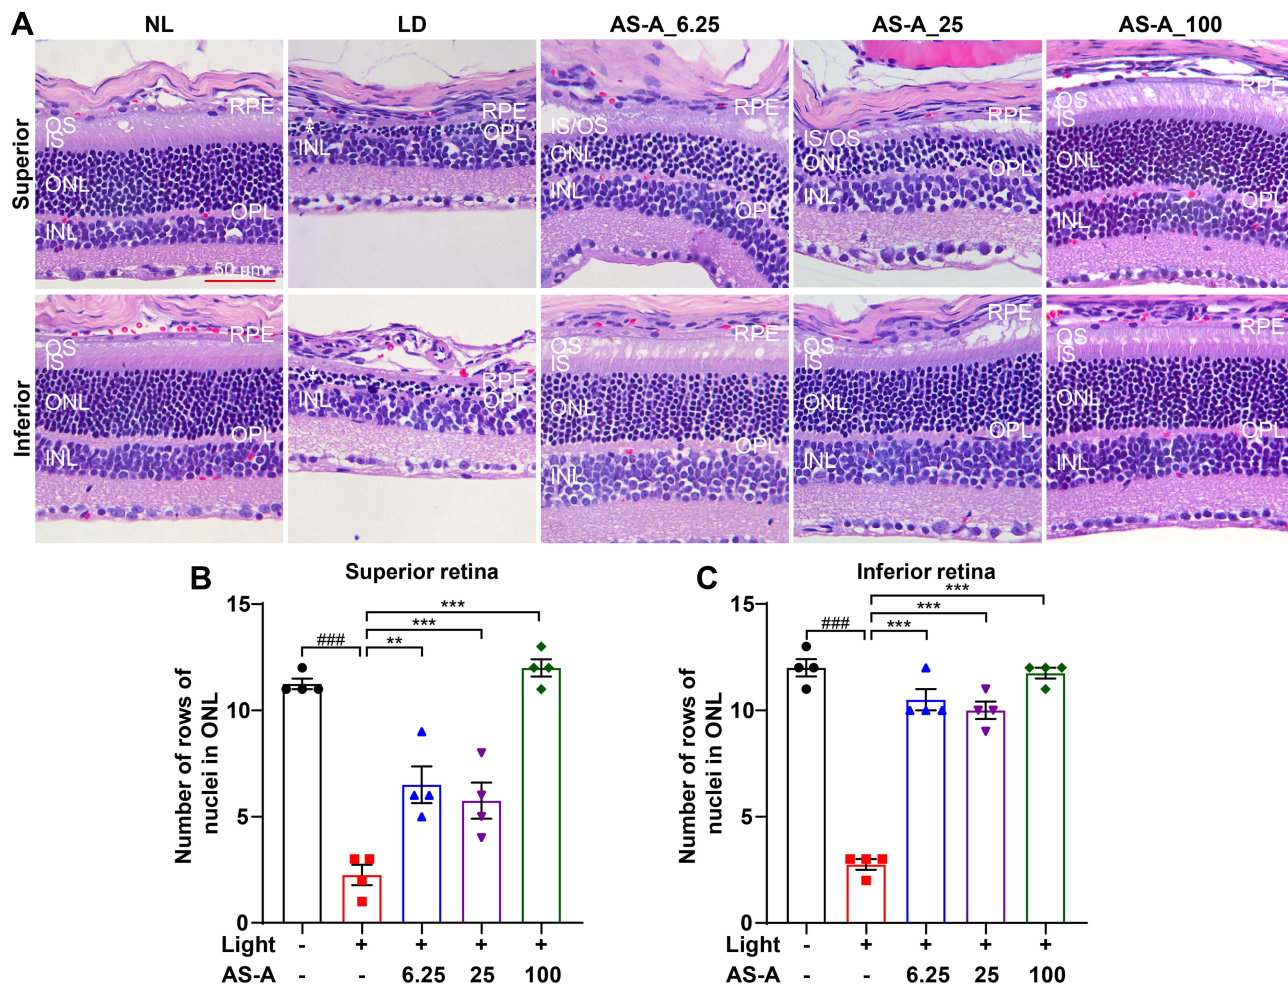 A
NL LD AS-A_6.25 AS-A_25 AS-A_100
Superior
RPE
OS
IS
ONL
OPL
INL
50 µm
RPE
*
OPL
INL
RPE
IS/OS
ONL
INL
OPL
RPE
IS/OS
ONL
OPL
INL
RPE
OS
IS
ONL
OPL
INL
Inferior
RPE
OS
IS
ONL
OPL
INL
*
RPE
OPL
INL
RPE
OS
IS
ONL
OPL
INL
RPE
OS
IS
ONL
OPL
INL
RPE
OS
IS
ONL
OPL
INL
B
Superior retina
Number of rows of
nuclei in ONL
15
10
5
0
###
**
***
***
Light - + + + +
AS-A - - 6.25 25 100
C
Inferior retina
Number of rows of
nuclei in ONL
15
10
5
0
###
***
***
***
Light - + + + +
AS-A - - 6.25 25 100